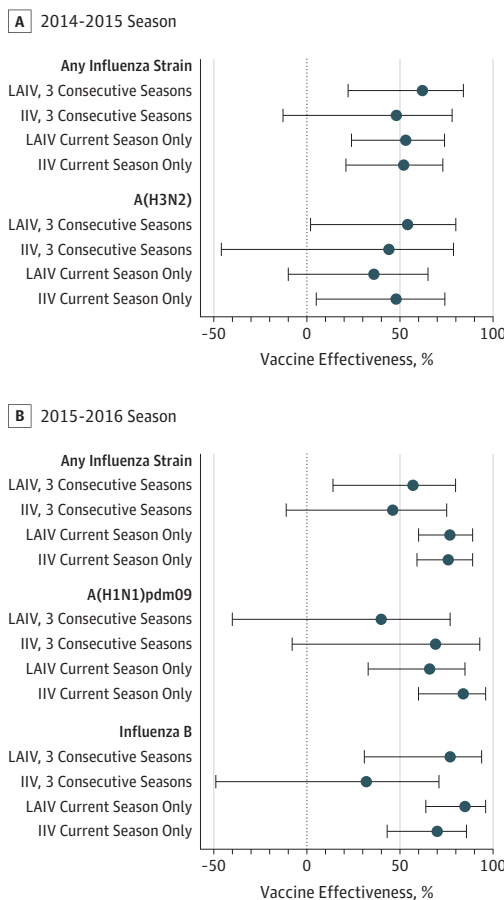 A 2014-2015 Season
Any Influenza Strain
LAIV, 3 Consecutive Seasons
IIV, 3 Consecutive Seasons
LAIV Current Season Only
IIV Current Season Only
A(H3N2)
LAIV, 3 Consecutive Seasons
IIV, 3 Consecutive Seasons
LAIV Current Season Only
IIV Current Season Only
-50 0 50 100
Vaccine Effectiveness, %
B 2015-2016 Season
Any Influenza Strain
LAIV, 3 Consecutive Seasons
IIV, 3 Consecutive Seasons
LAIV Current Season Only
IIV Current Season Only
A(H1N1)pdm09
LAIV, 3 Consecutive Seasons
IIV, 3 Consecutive Seasons
LAIV Current Season Only
IIV Current Season Only
Influenza B
LAIV, 3 Consecutive Seasons
IIV, 3 Consecutive Seasons
LAIV Current Season Only
IIV Current Season Only
-50 0 50 100
Vaccine Effectiveness, %